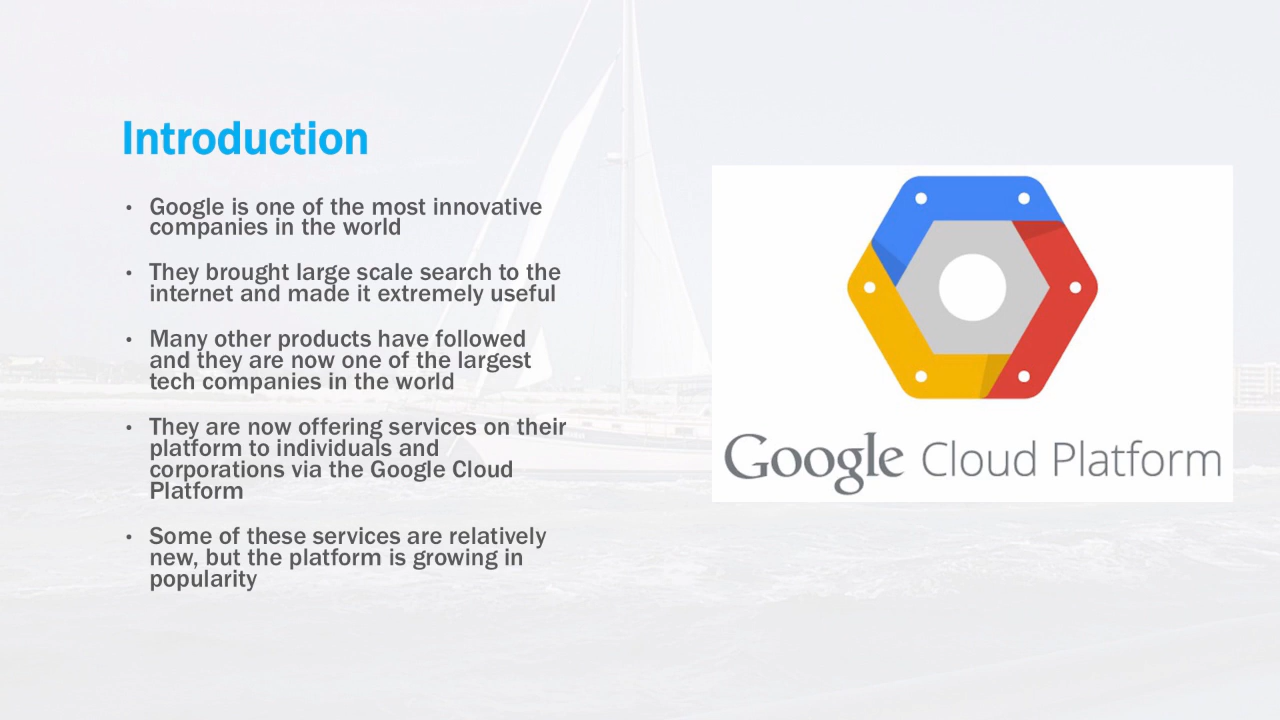 Introduction
• Google is one of the most innovative
companies in the world
• They brought large scale search to the
internet and made it extremely useful
• Many other products have followed
and they are now one of the largest
tech companies in the world
• They are now offering services on their
platform to individuals and
corporations via the Google Cloud
Platform
• Some of these services are relatively
new, but the platform is growing in
popularity
Google Cloud Platform